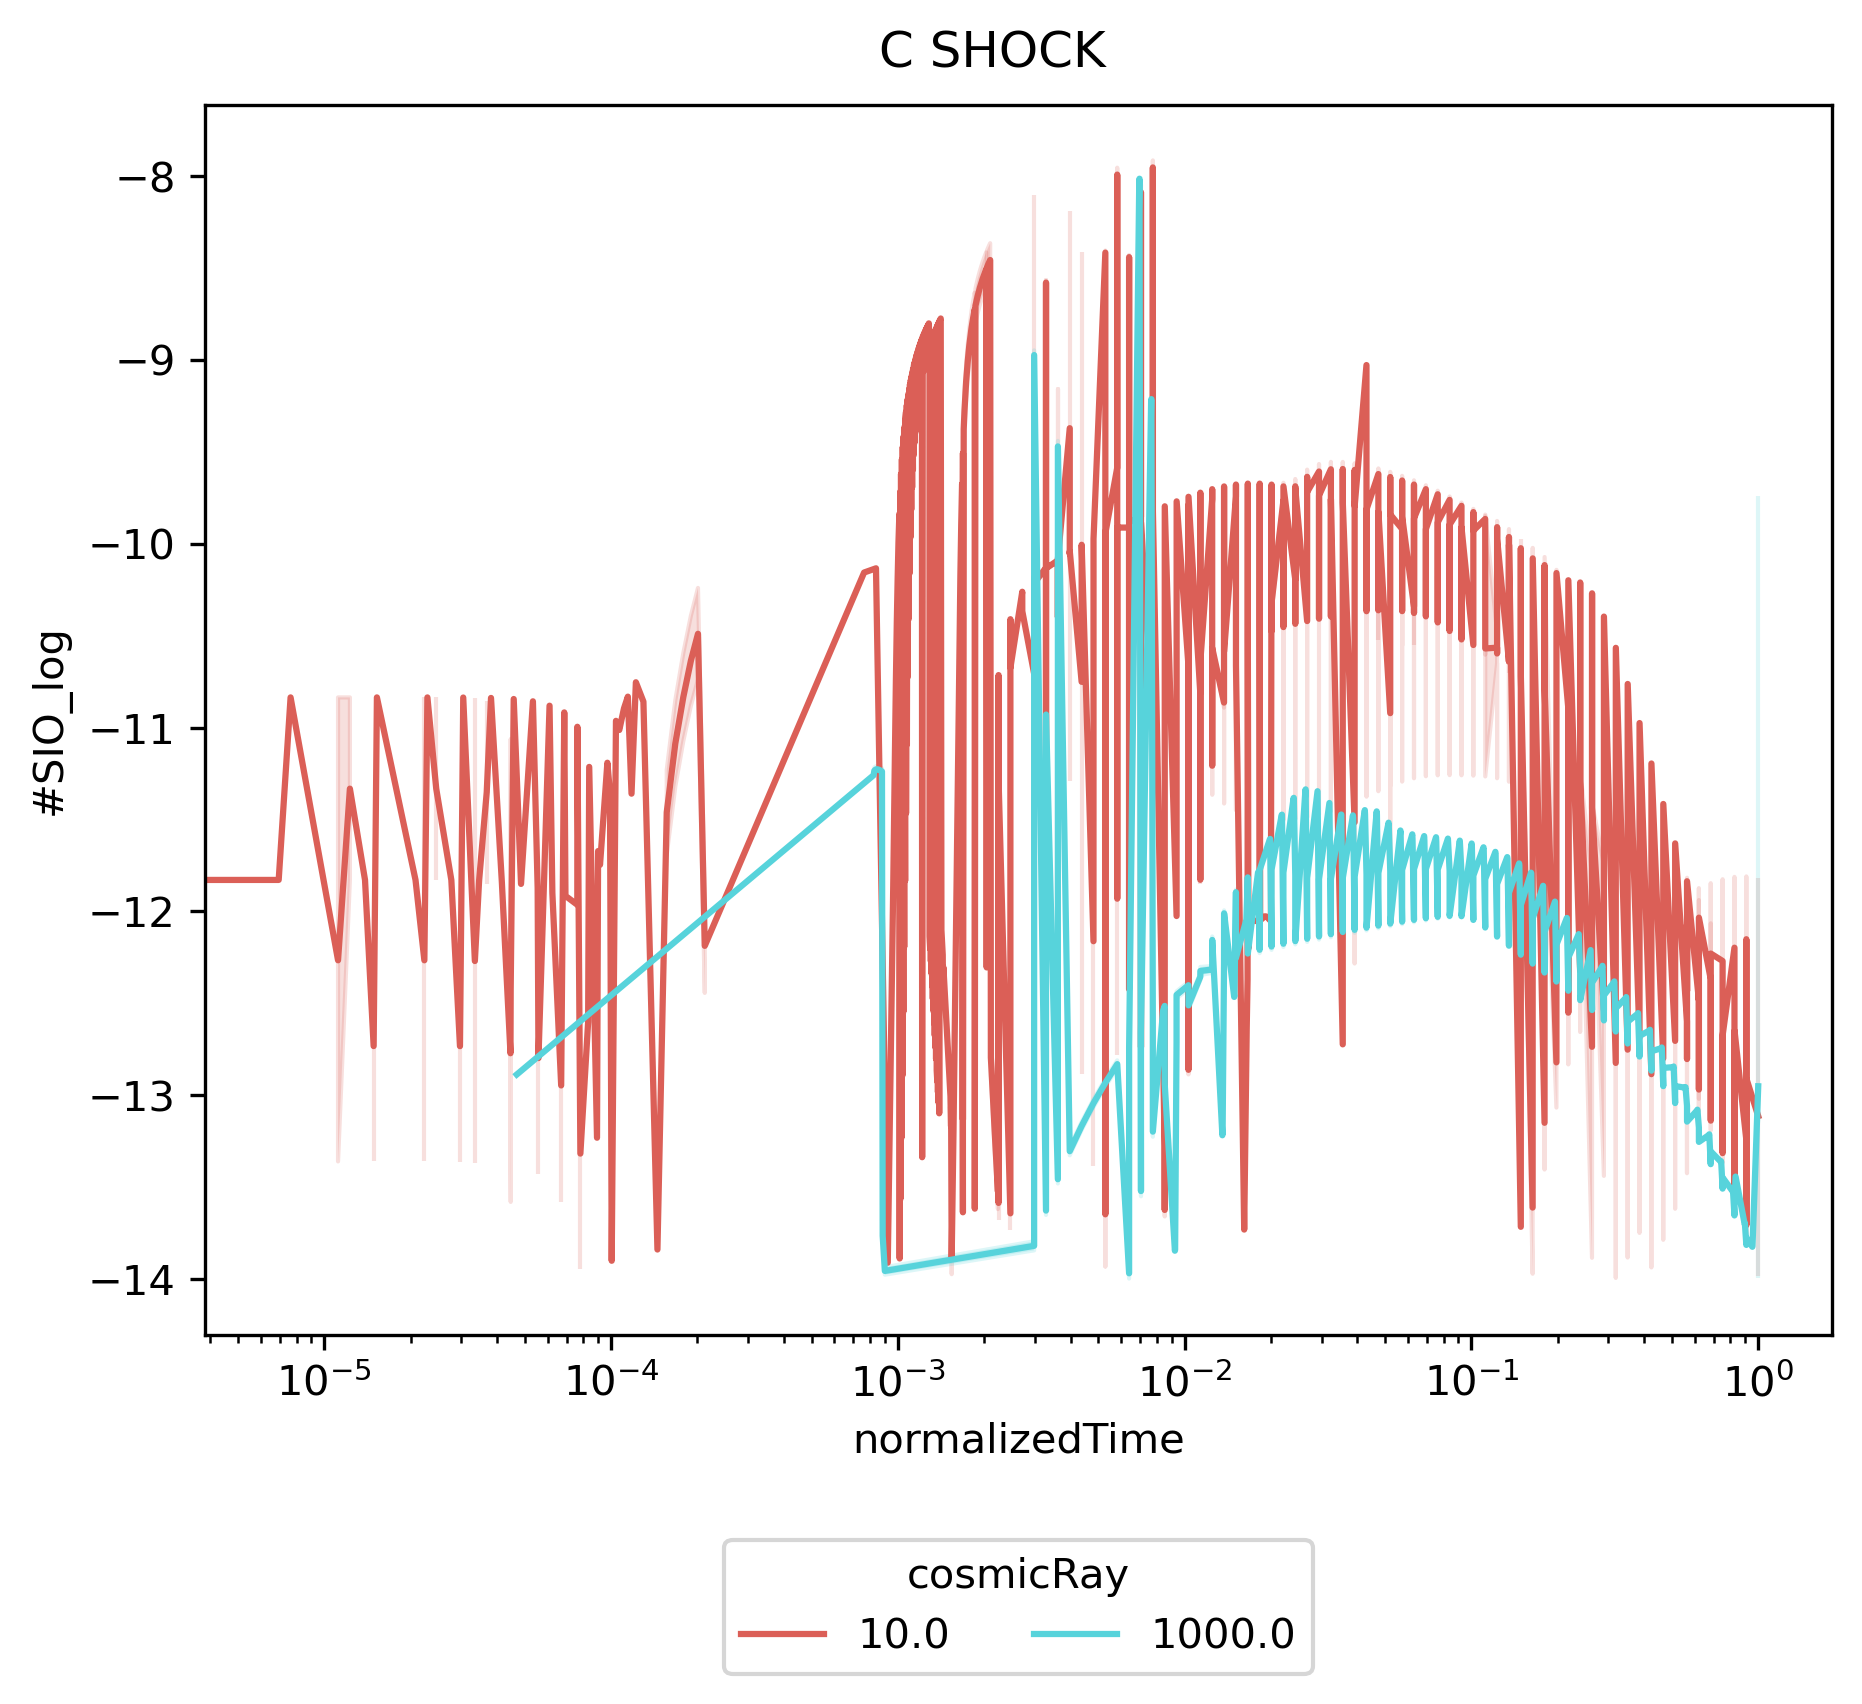 C SHOCK
#SIO_log
−8
−9
−10
−11
−12
−13
−14
10⁻⁵ 10⁻⁴ 10⁻³ 10⁻² 10⁻¹ 10⁰
normalizedTime
cosmicRay
10.0 1000.0